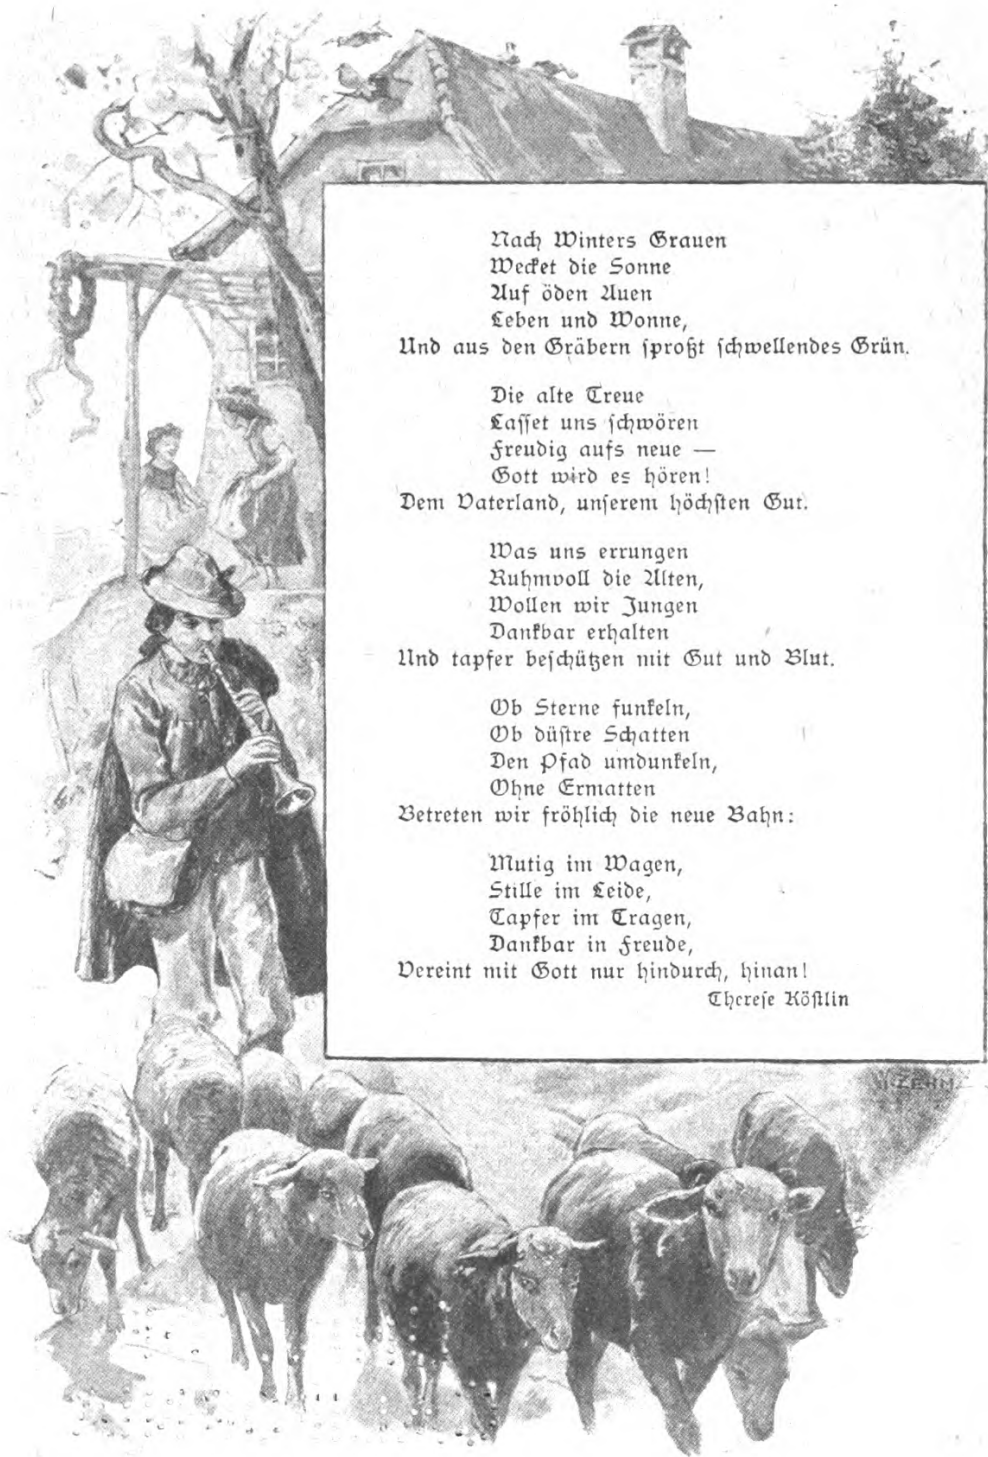 Nach Winters Grauen
Wecket die Sonne
Auf öden Auen
Leben und Wonne,
Und aus den Gräbern sproßt schwellendes Grün.
Die alte Treue
Lasset uns schwören
Freudig aufs neue —
Gott wird es hören!
Dem Vaterland, unserem höchsten Gut.
Was uns errungen
Ruhmvoll die Alten,
Wollen wir Jungen
Dankbar erhalten
Und tapfer beschützen mit Gut und Blut.
Ob Sterne funkeln,
Ob düstre Schatten
Den Pfad umdunkeln,
Ohne Ermatten
Betreten wir fröhlich die neue Bahn:
Mutig im Wagen,
Stille im Leide,
Tapfer im Tragen,
Dankbar in Freude,
Vereint mit Gott nur hindurch, hinan!
Therese Köstlin
ZEHM